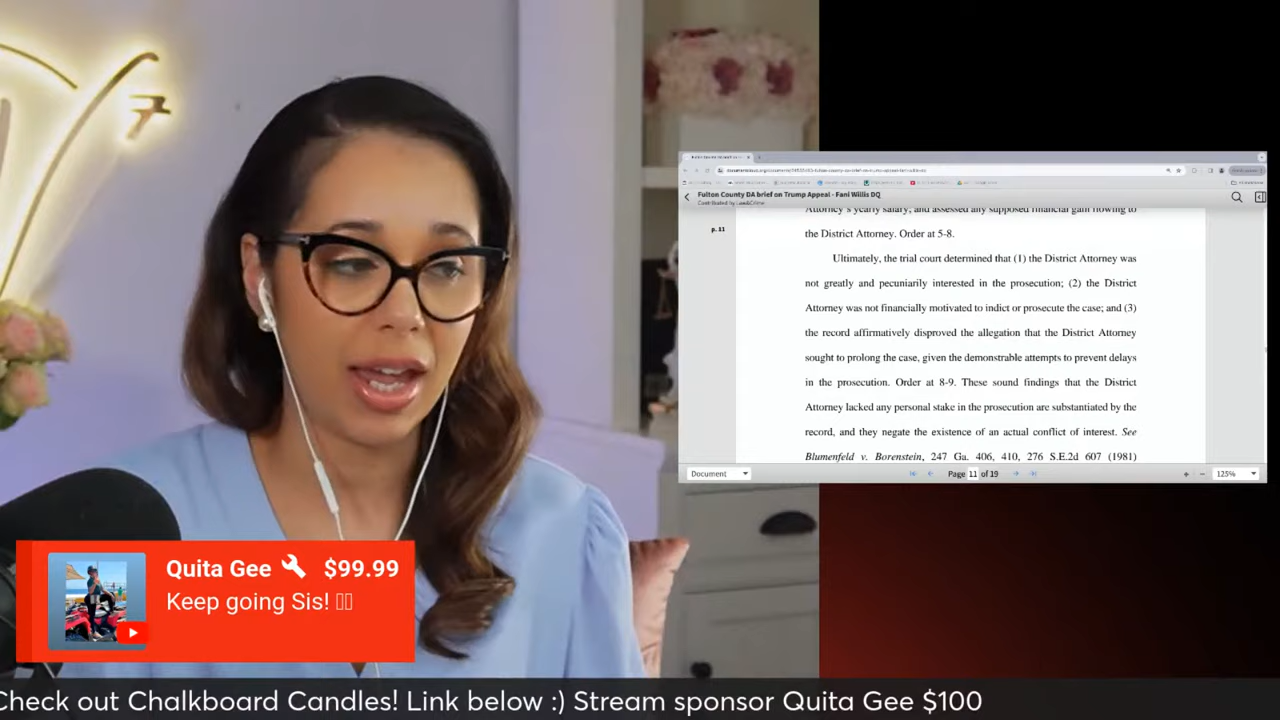 Fulton County DA brief on Trump Appeal - Fani Wiilis DQ
Contributed by Law&Crime
p. 11
Attorney's yearly salary, and assessed any supposed financial gain flowing to
the District Attorney. Order at 5-8.
Ultimately, the trial court determined that (1) the District Attorney was
not greatly and pecuniarily interested in the prosecution; (2) the District
Attorney was not financially motivated to indict or prosecute the case; and (3)
the record affirmatively disproved the allegation that the District Attorney
sought to prolong the case, given the demonstrable attempts to prevent delays
in the prosecution. Order at 8-9. These sound findings that the District
Attorney lacked any personal stake in the prosecution are substantiated by the
record, and they negate the existence of an actual conflict of interest. See
Blumenfeld v. Borenstein, 247 Ga. 406, 410, 276 S.E.2d 607 (1981)
Document
Page 11 of 19
125%
Quita Gee $99.99
Keep going Sis!
Check out Chalkboard Candles! Link below :) Stream sponsor Quita Gee $100